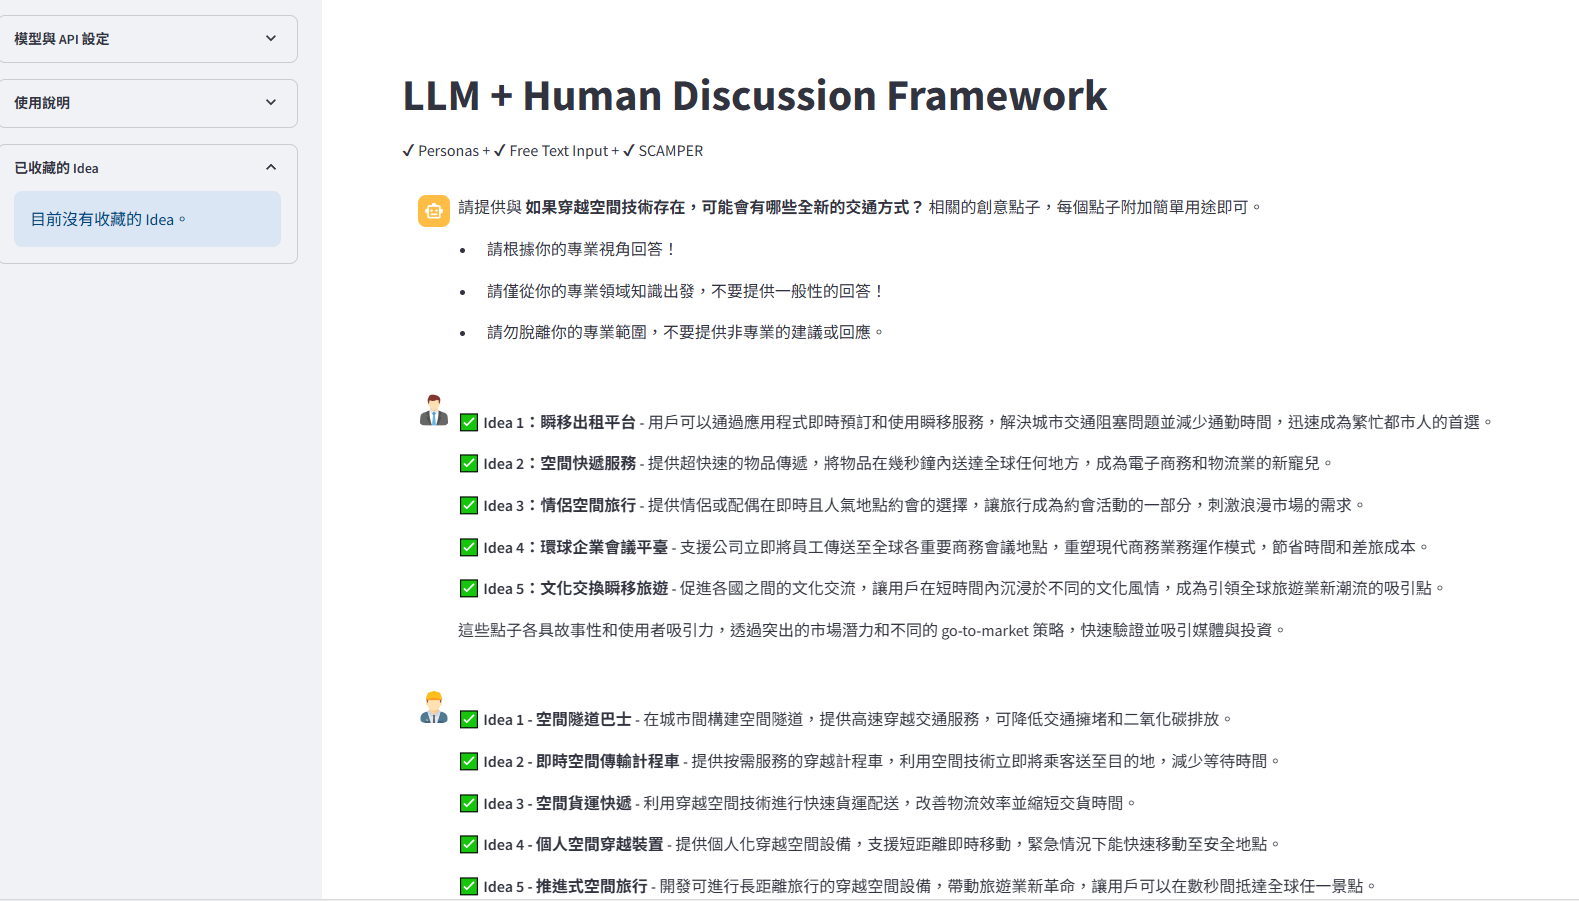 模型與 API 設定
使用說明
已收藏的 Idea
目前沒有收藏的 Idea。
LLM + Human Discussion Framework
✓ Personas + ✓ Free Text Input + ✓ SCAMPER
請提供與 如果穿越空間技術存在，可能會有哪些全新的交通方式？ 相關的創意點子，每個點子附加簡單用途即可。
• 請根據你的專業視角回答！
• 請僅從你的專業領域知識出發，不要提供一般性的回答！
• 請勿脫離你的專業範圍，不要提供非專業的建議或回應。
✅ Idea 1：瞬移出租平台 - 用戶可以通過應用程式即時預訂和使用瞬移服務，解決城市交通阻塞問題並減少通勤時間，迅速成為繁忙都市人的首選。
✅ Idea 2：空間快遞服務 - 提供超快速的物品傳遞，將物品在幾秒鐘內送達全球任何地方，成為電子商務和物流業的新寵兒。
✅ Idea 3：情侶空間旅行 - 提供情侶或配偶在即時且人氣地點約會的選擇，讓旅行成為約會活動的一部分，刺激浪漫市場的需求。
✅ Idea 4：環球企業會議平臺 - 支援公司立即將員工傳送至全球各重要商務會議地點，重塑現代商務業務運作模式，節省時間和差旅成本。
✅ Idea 5：文化交換瞬移旅遊 - 促進各國之間的文化交流，讓用戶在短時間內沉浸於不同的文化風情，成為引領全球旅遊業新潮流的吸引點。
這些點子各具故事性和使用者吸引力，透過突出的市場潛力和不同的 go-to-market 策略，快速驗證並吸引媒體與投資。
✅ Idea 1 - 空間隧道巴士 - 在城市間構建空間隧道，提供高速穿越交通服務，可降低交通擁堵和二氧化碳排放。
✅ Idea 2 - 即時空間傳輸計程車 - 提供按需服務的穿越計程車，利用空間技術立即將乘客送至目的地，減少等待時間。
✅ Idea 3 - 空間貨運快遞 - 利用穿越空間技術進行快速貨運配送，改善物流效率並縮短交貨時間。
✅ Idea 4 - 個人空間穿越裝置 - 提供個人化穿越空間設備，支援短距離即時移動，緊急情況下能快速移動至安全地點。
✅ Idea 5 - 推進式空間旅行 - 開發可進行長距離旅行的穿越空間設備，帶動旅遊業新革命，讓用戶可以在數秒間抵達全球任一景點。